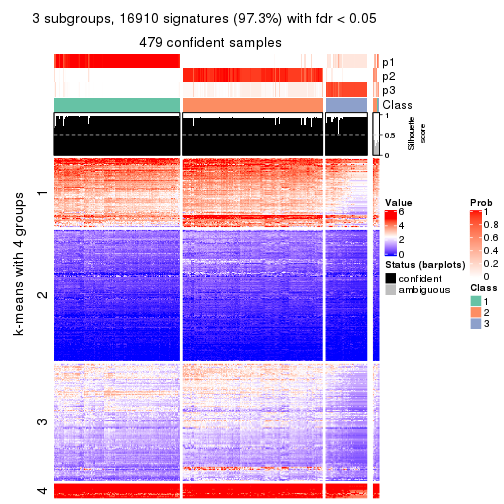 3 subgroups, 16910 signatures (97.3%) with fdr < 0.05
479 confident samples
p1
p2
p3
Class
1
0.5
0
Silhouette
score
k-means with 4 groups
1
2
3
4
Value
6
4
2
0
Status (barplots)
confident
ambiguous
Prob
1
0.8
0.6
0.4
0.2
0
Class
1
2
3